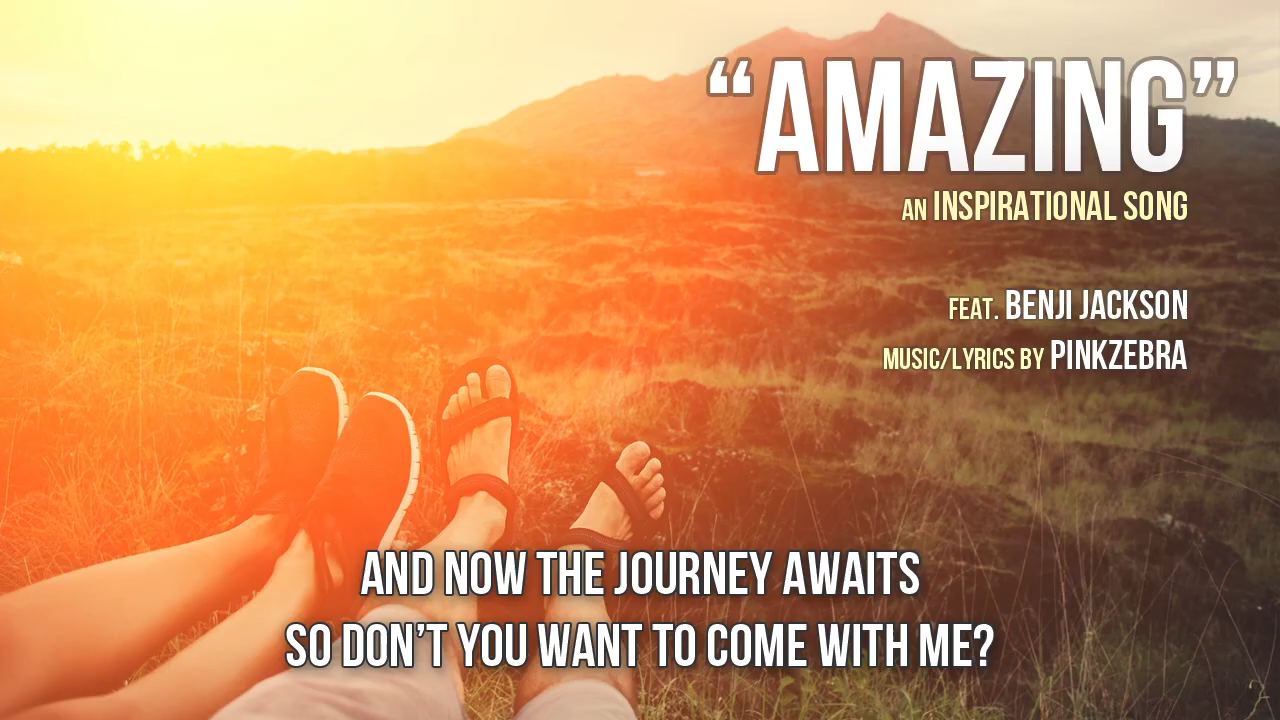 “AMAZING”
AN INSPIRATIONAL SONG
FEAT. BENJI JACKSON
MUSIC/LYRICS BY PINKZEBRA
AND NOW THE JOURNEY AWAITS
SO DON’T YOU WANT TO COME WITH ME?